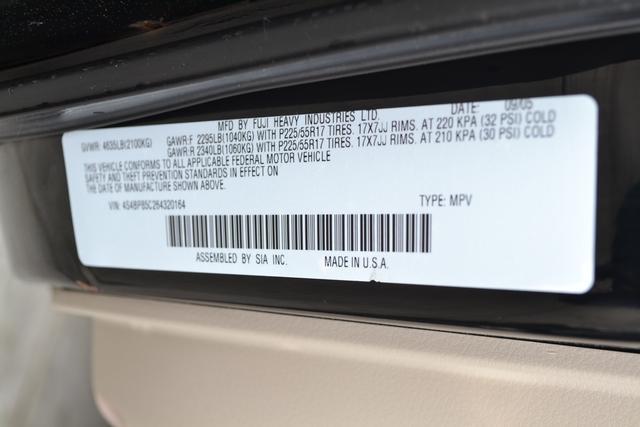 MFD BY FUJI HEAVY INDUSTRIES LTD. DATE: 09/05
GVWR: 4635LB(2100KG) GAWR:F 2295LB(1040KG) WITH P225/55R17 TIRES. 17X7JJ RIMS. AT 220 KPA (32 PSI) COLD
GAWR:R 2340LB(1060KG) WITH P225/55R17 TIRES. 17X7JJ RIMS. AT 210 KPA (30 PSI) COLD
THIS VEHICLE CONFORMS TO ALL APPLICABLE FEDERAL MOTOR VEHICLE
SAFETY AND THEFT PREVENTION STANDARDS IN EFFECT ON
THE DATE OF MANUFACTURE SHOWN ABOVE.
VIN: 4S4BP85C264320164 TYPE: MPV
ASSEMBLED BY SIA INC. MADE IN U.S.A.